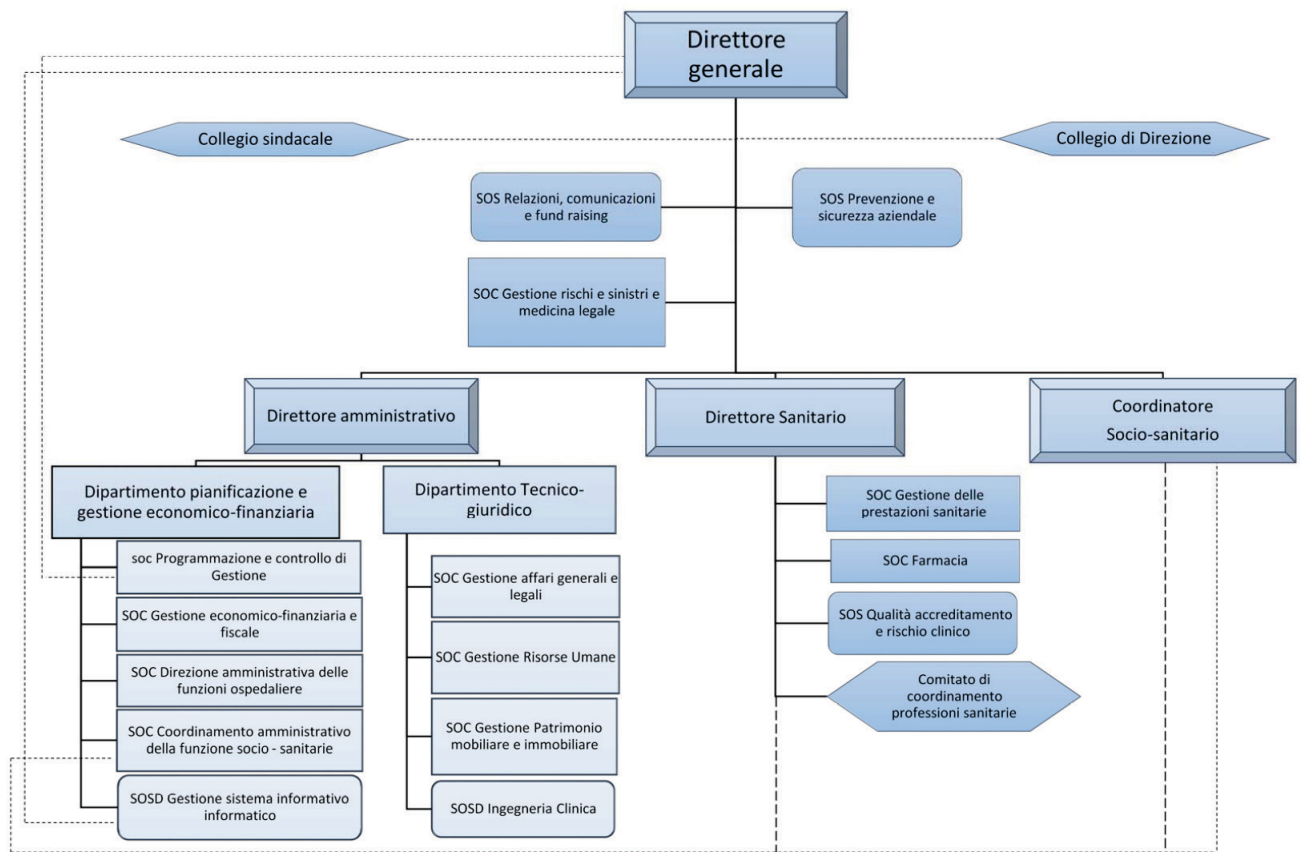 Direttore
generale
Collegio sindacale
Collegio di Direzione
SOS Relazioni, comunicazioni
e fund raising
SOS Prevenzione e
sicurezza aziendale
SOC Gestione rischi e sinistri e
medicina legale
Direttore amministrativo
Direttore Sanitario
Coordinatore
Socio-sanitario
Dipartimento pianificazione e
gestione economico-finanziaria
Dipartimento Tecnico-
giuridico
soc Programmazione e controllo di
Gestione
SOC Gestione economico-finanziaria e
fiscale
SOC Direzione amministrativa delle
funzioni ospedaliere
SOC Coordinamento amministrativo
della funzione socio - sanitarie
SOSD Gestione sistema informativo
informatico
SOC Gestione affari generali e
legali
SOC Gestione Risorse Umane
SOC Gestione Patrimonio
mobiliare e immobiliare
SOSD Ingegneria Clinica
SOC Gestione delle
prestazioni sanitarie
SOC Farmacia
SOS Qualità accreditamento
e rischio clinico
Comitato di
coordinamento
professioni sanitarie